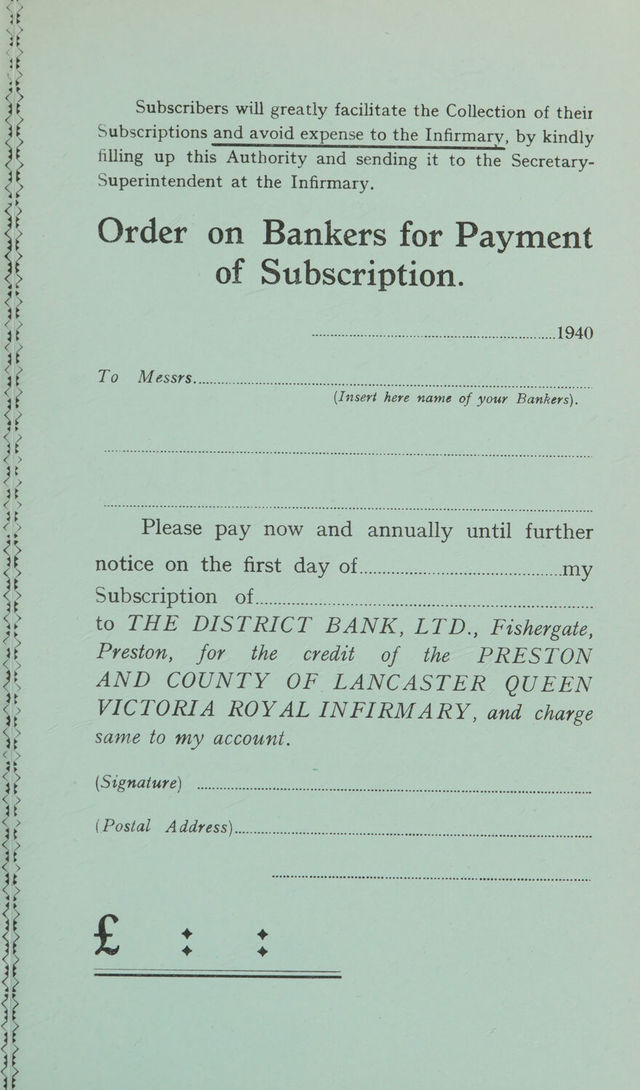 Subscribers will greatly facilitate the Collection of their
Subscriptions and avoid expense to the Infirmary, by kindly
filling up this Authority and sending it to the Secretary-
Superintendent at the Infirmary.
Order on Bankers for Payment
of Subscription.
..........1940
To Messrs..........
(Insert here name of your Bankers).
Please pay now and annually until further
notice on the first day of..........my
Subscription of..........
to THE DISTRICT BANK, LTD., Fishergate,
Preston, for the credit of the PRESTON
AND COUNTY OF LANCASTER QUEEN
VICTORIA ROYAL INFIRMARY, and charge
same to my account.
(Signature) ..........
(Postal Address)..........
£ : :